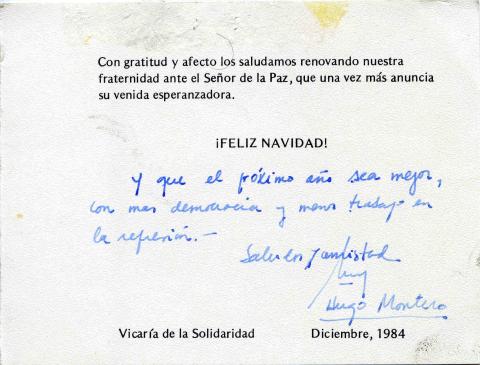 Con gratitud y afecto los saludamos renovando nuestra
fraternidad ante el Señor de la Paz, que una vez más anuncia
su venida esperanzadora.
¡FELIZ NAVIDAD!
Y que el próximo año sea mejor,
con mas democracia y menos trabajo en
la represión.-
Saludos y amistad
Hugo Montero
Vicaría de la Solidaridad Diciembre, 1984